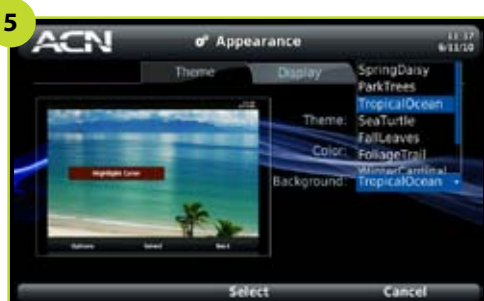 5
ACN
Appearance
11:37
6/11/10
Theme Display
SpringDaisy
ParkTrees
TropicalOcean
Theme: SeaTurtle
FallLeaves
Color: FoliageTrail
WinterCardinal
Background: TropicalOcean
Highlight Color
Options Select Back
Select Cancel